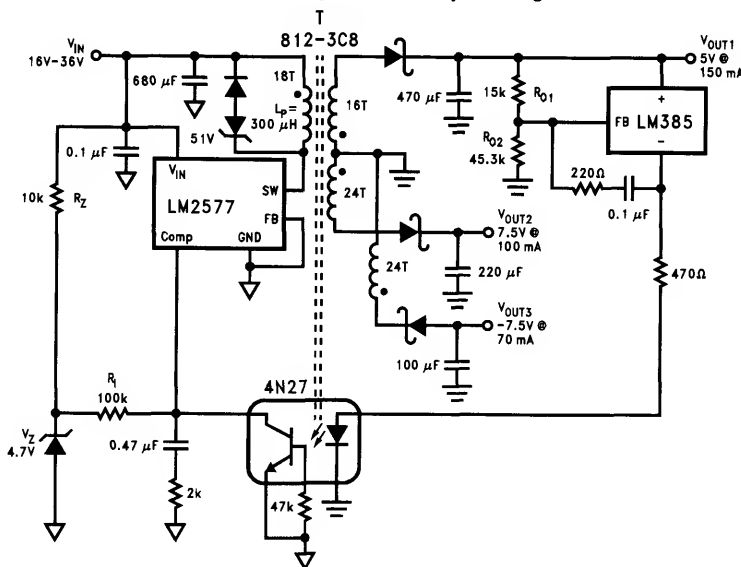 T
812-3C8
VIN
16V-36V
680 μF
18T
LP =
300 μH
51V
16T
470 μF
15k
RO1
VOUT1
5V @
150 mA
+
FB
LM385
-
RO2
45.3k
220Ω
0.1 μF
0.1 μF
VIN
SW
LM2577
FB
Comp
GND
10k
RZ
24T
VOUT2
7.5V @
100 mA
220 μF
24T
470Ω
VOUT3
-7.5V @
70 mA
100 μF
4N27
RI
100k
VZ
4.7V
0.47 μF
2k
47k